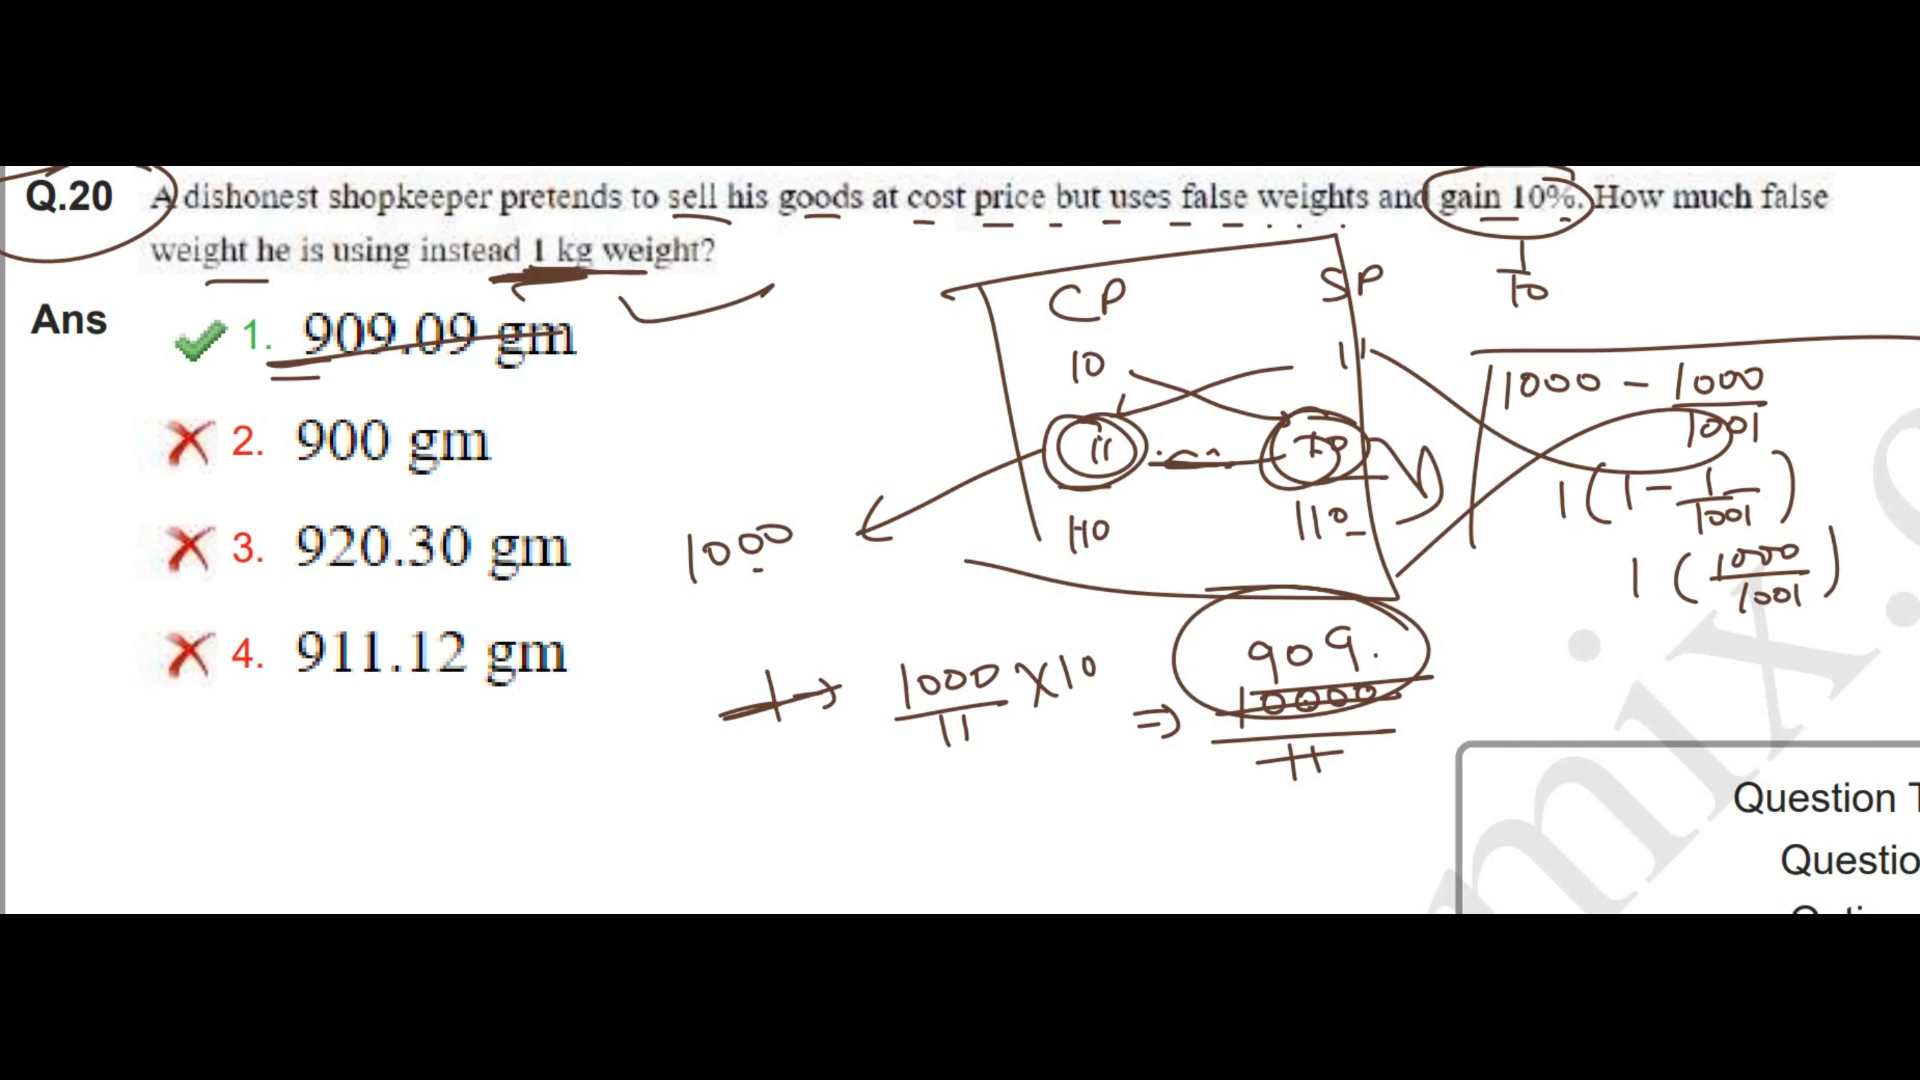 Q.20 A dishonest shopkeeper pretends to sell his goods at cost price but uses false weights and gain 10%. How much false
weight he is using instead 1 kg weight?
1/10
CP SP
Ans 1. 909.09 gm
10 11
1000 - 1000/1001
2. 900 gm
11 10
1(1 - 1/1001)
3. 920.30 gm
1000
110 110
1(1000/1001)
4. 911.12 gm
909.
1000/11 X 10 => 10000/11
mix.
Question T
Questio